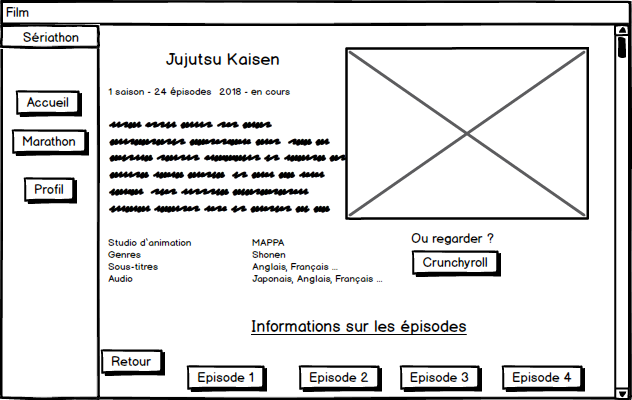 Film
Sériathon
Jujutsu Kaisen
Accueil
1 saison - 24 épisodes 2018 - en cours
Marathon
Profil
Studio d'animation MAPPA
Genres Shonen
Sous-titres Anglais, Français ...
Audio Japonais, Anglais, Français ...
Ou regarder ?
Crunchyroll
Informations sur les épisodes
Retour
Episode 1 Episode 2 Episode 3 Episode 4